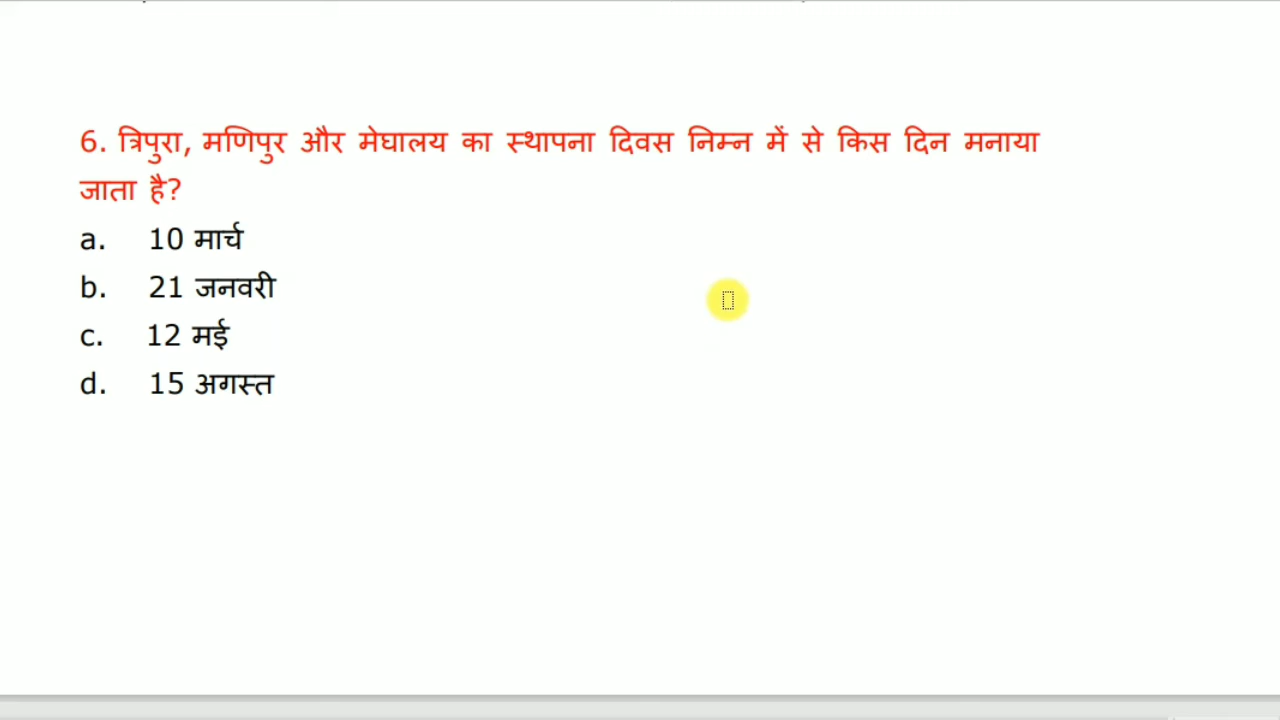 6. त्रिपुरा, मणिपुर और मेघालय का स्थापना दिवस निम्न में से किस दिन मनाया
जाता है?
a. 10 मार्च
b. 21 जनवरी
c. 12 मई
d. 15 अगस्त